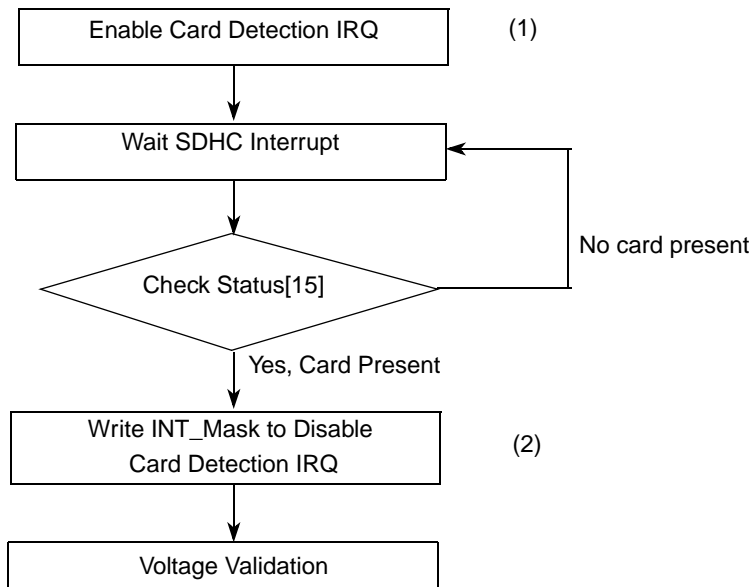 Enable Card Detection IRQ
(1)
Wait SDHC Interrupt
No card present
Check Status[15]
Yes, Card Present
Write INT_Mask to Disable
Card Detection IRQ
(2)
Voltage Validation